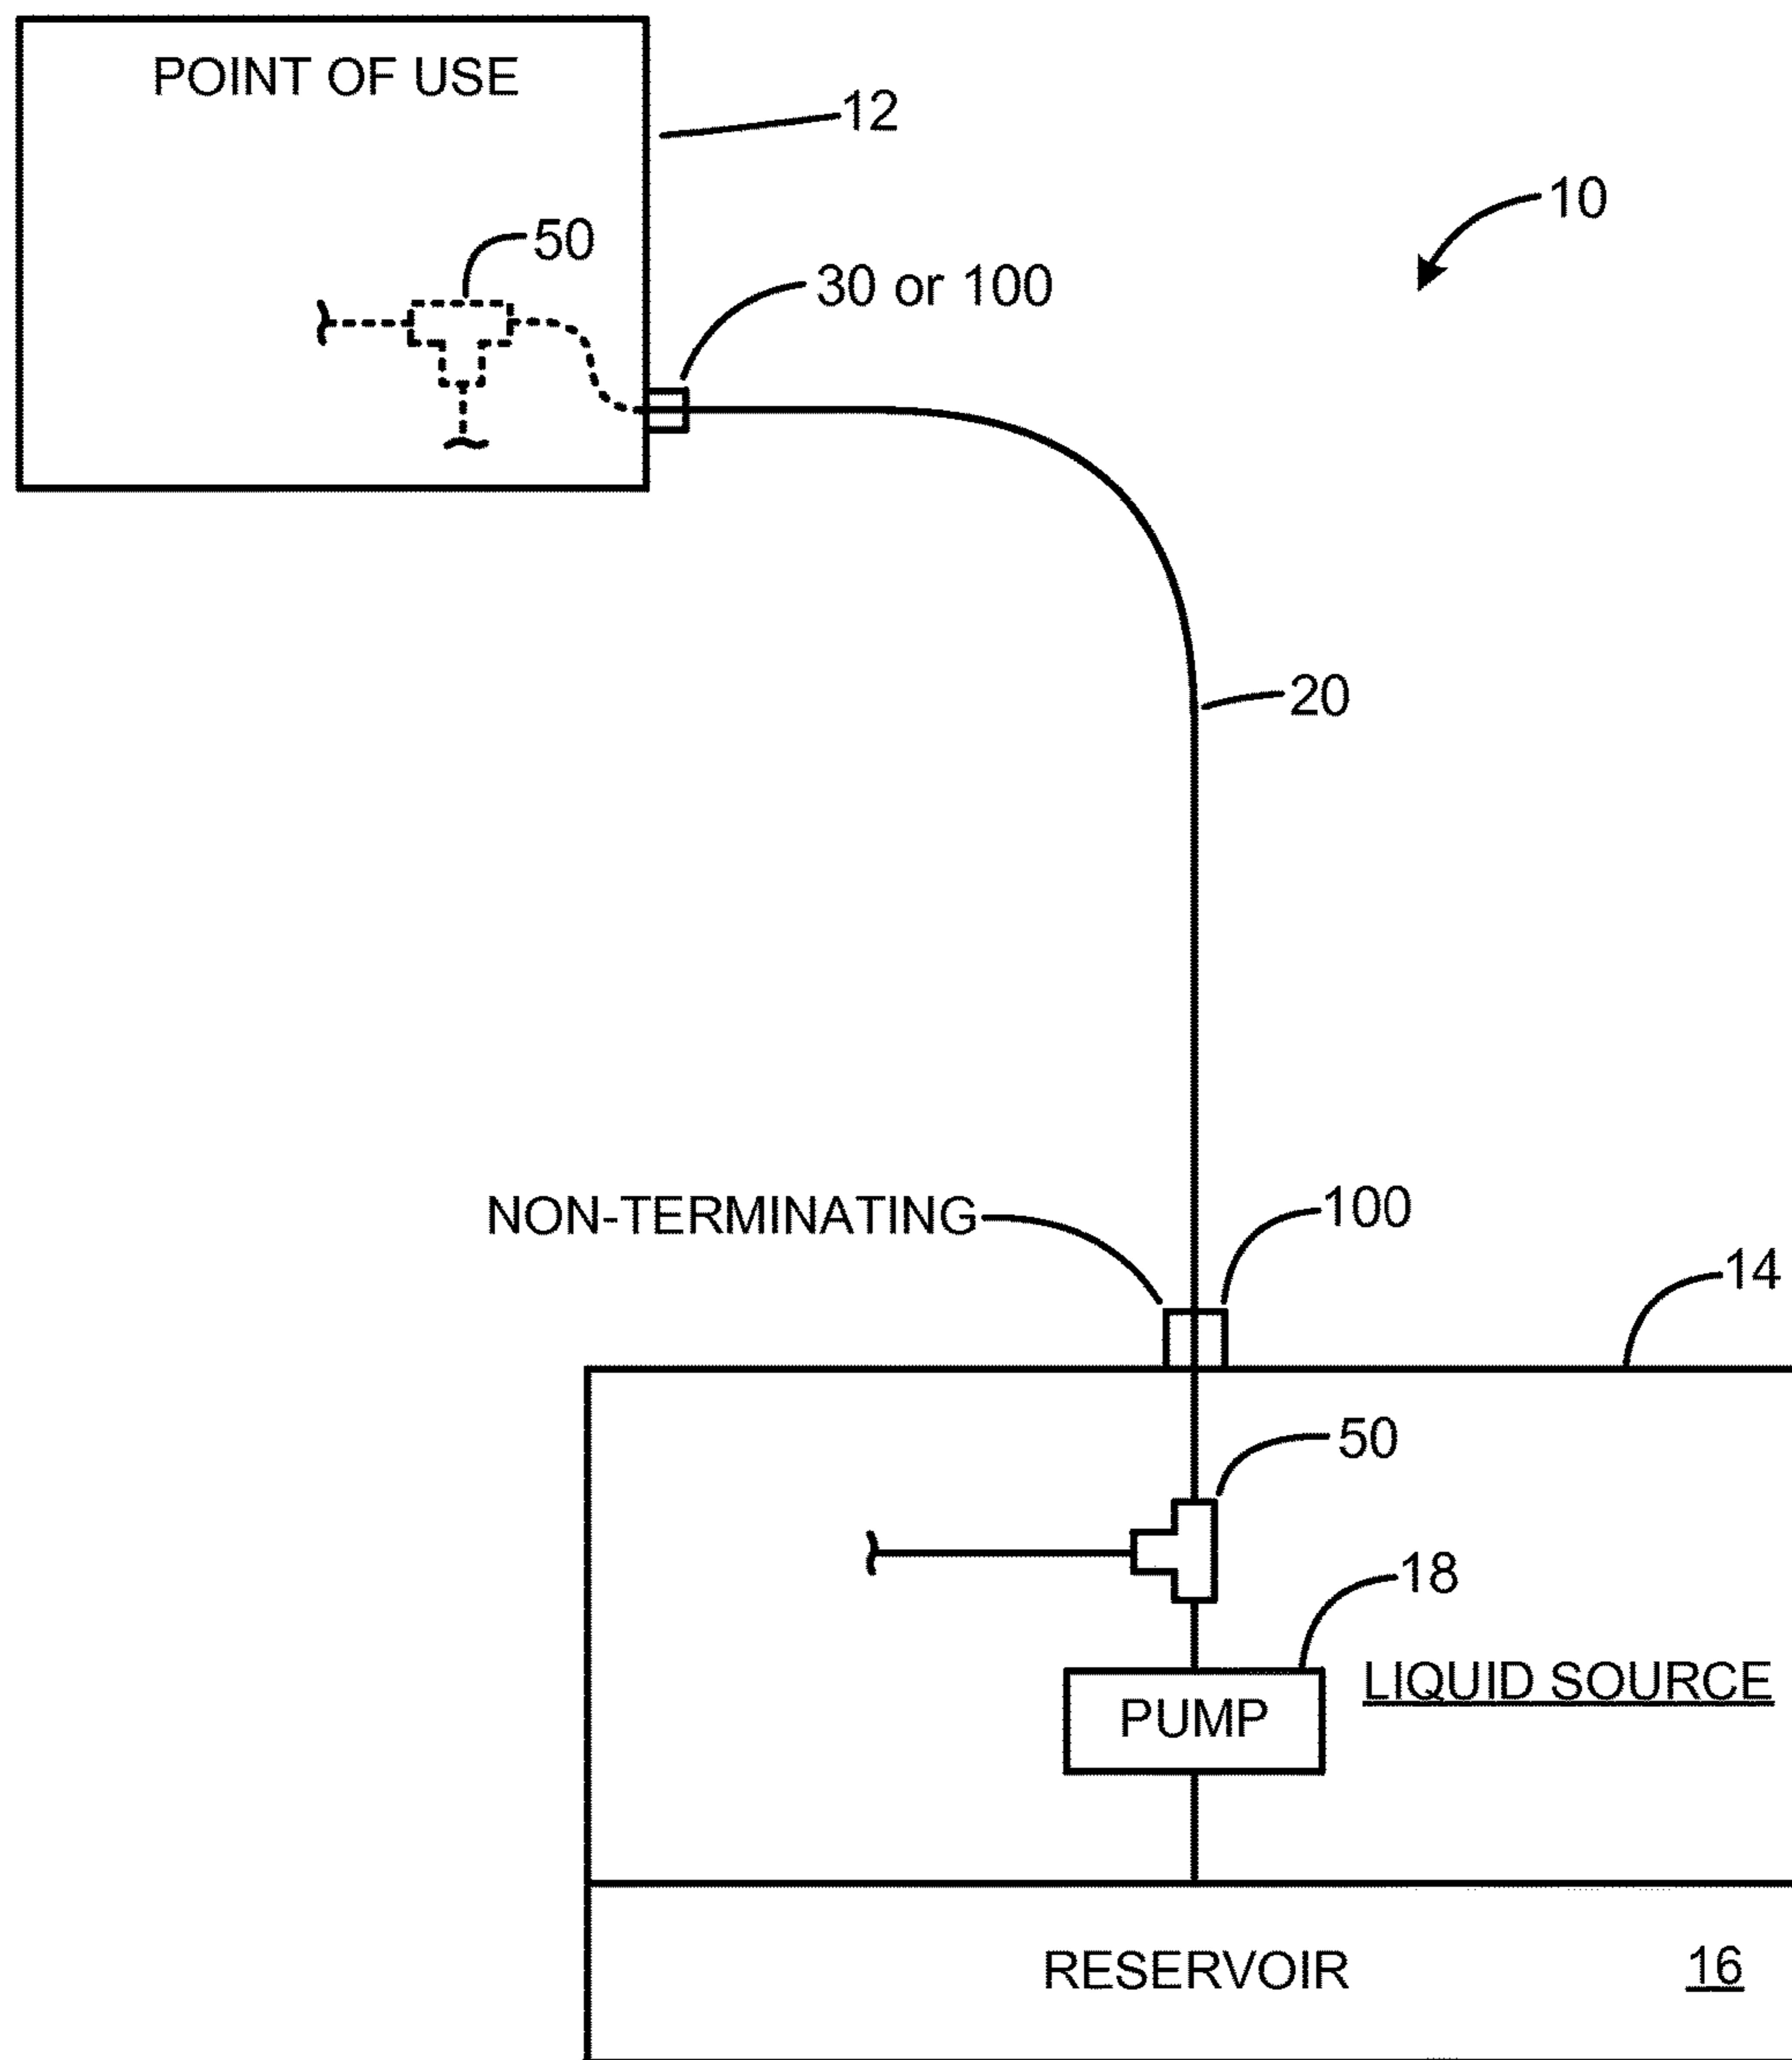 POINT OF USE
12
10
50
30 or 100
20
NON-TERMINATING
100
14
50
18
LIQUID SOURCE
PUMP
RESERVOIR
16